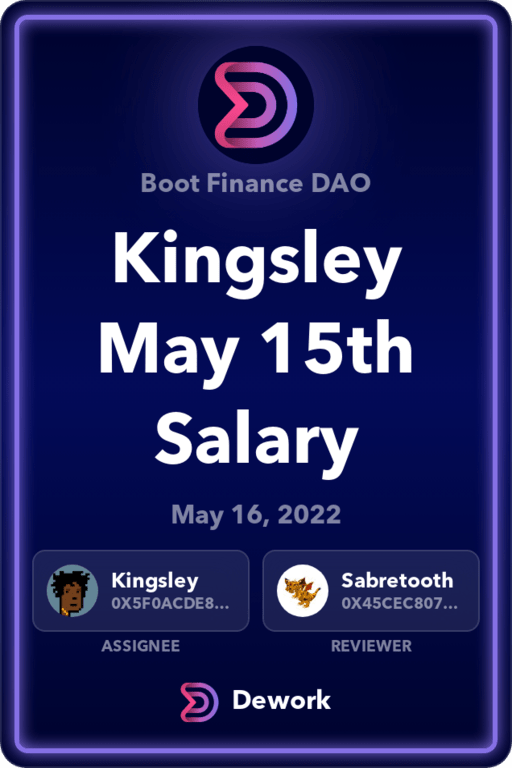 Boot Finance DAO
Kingsley
May 15th
Salary
May 16, 2022
Kingsley
0X5F0ACDE8...
ASSIGNEE
Sabretooth
0X45CEC807...
REVIEWER
Dework